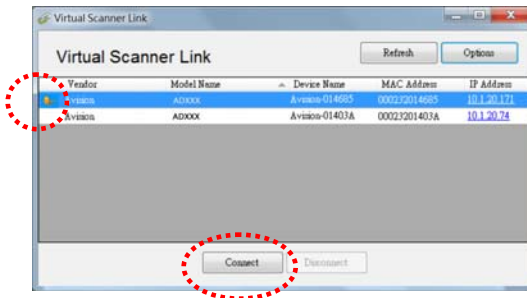 Virtual Scanner Link
Virtual Scanner Link Refresh Options
Vendor Model Name Device Name MAC Address IP Address
Avision ADXXX Avision-014685 000232014685 10.1.20.171
Avision ADXXX Avision-01403A 00023201403A 10.1.20.74
Connect Disconnect